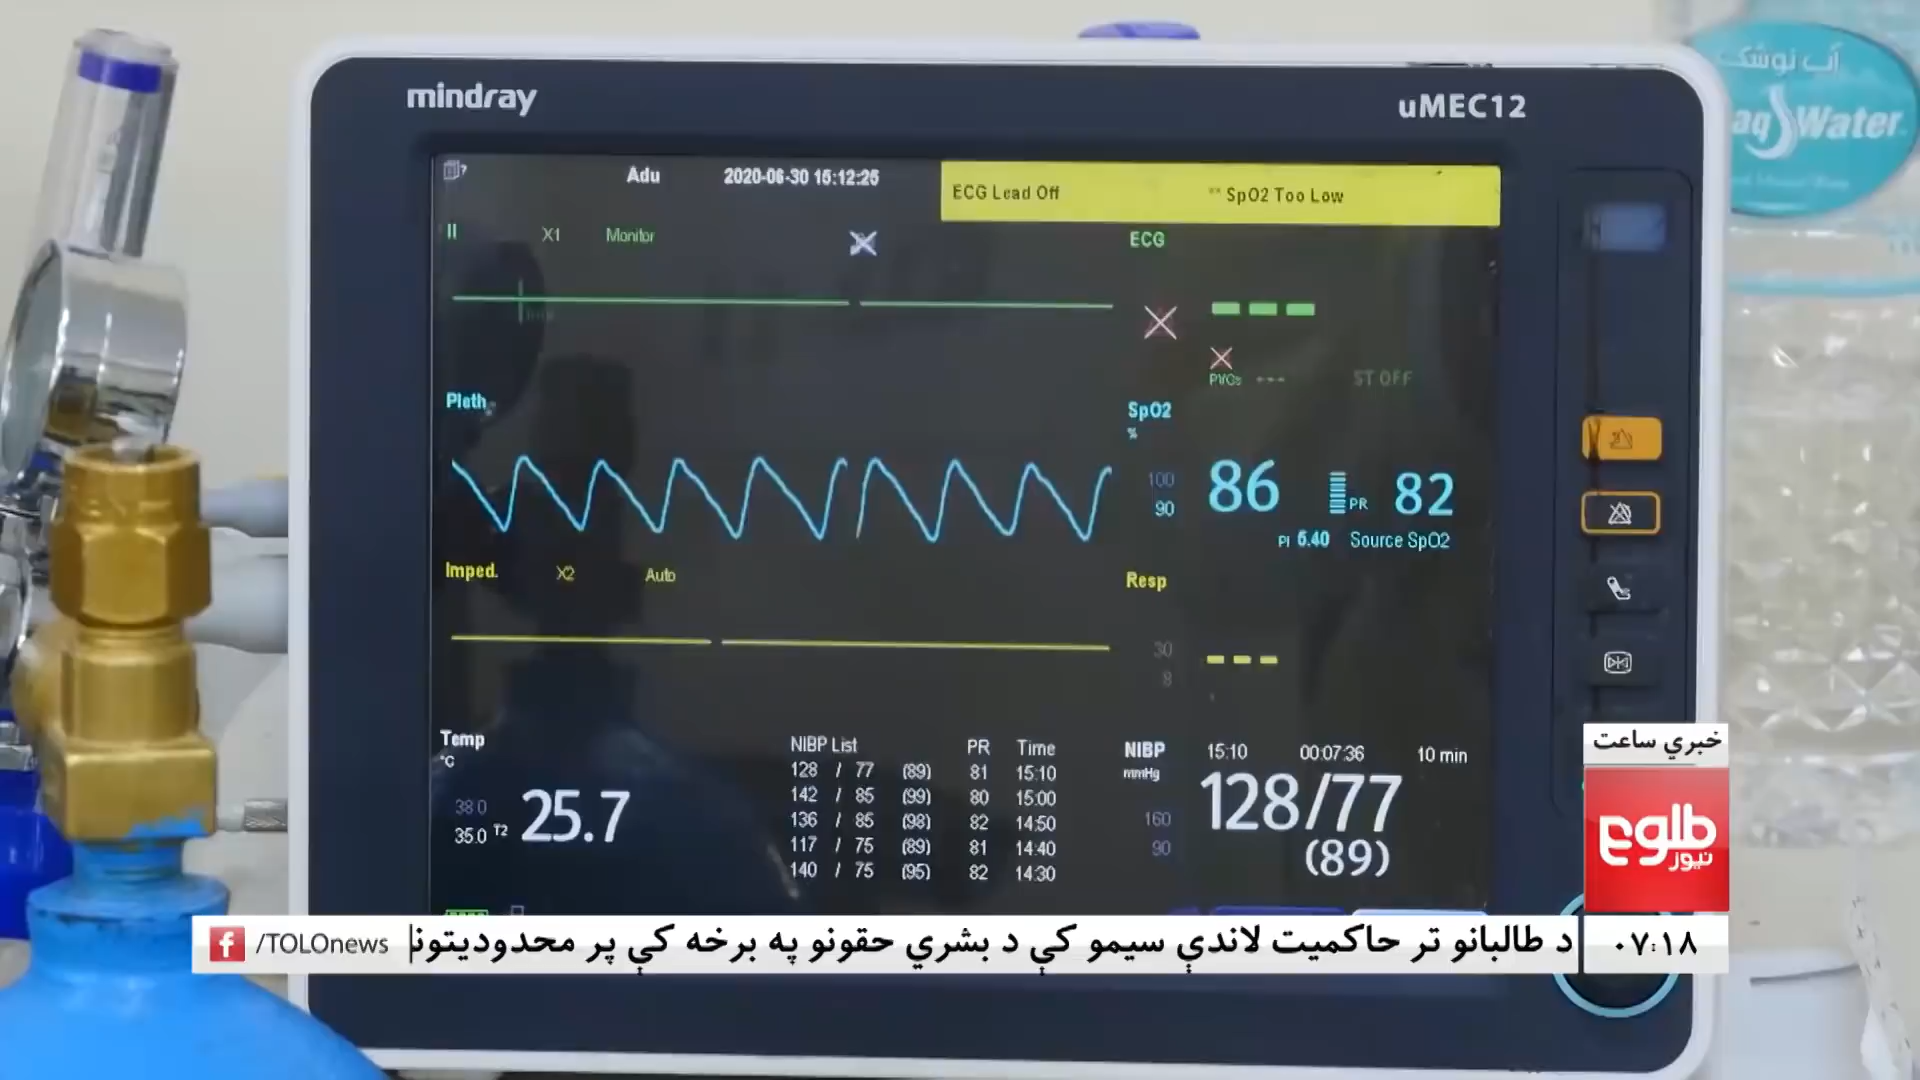 mindray
uMEC12
آب نوشک
aq Water
Adu 2020-06-30 15:12:25
ECG Lead Off ** SpO2 Too Low
II X1 Monitor
ECG
PVCs --- ST OFF
Pleth
SpO2
%
100
90
86 PR 82
PI 6.40 Source SpO2
Imped. X2 Auto
Resp
30
8
---
Temp
°C
38.0
35.0 T2 25.7
NIBP List PR Time
128 / 77 (89) 81 15:10
142 / 85 (99) 80 15:00
136 / 85 (98) 82 14:50
117 / 75 (89) 81 14:40
140 / 75 (95) 82 14:30
NIBP 15:10 00:07:36 10 min
mmHg
160
90
128/77
(89)
خبري ساعت
طلوع
نیوز
/TOLOnews
د طالبانو تر حاکمیت لاندې سیمو کې د بشري حقونو په برخه کې پر محدودیتون
۰۷:۱۸